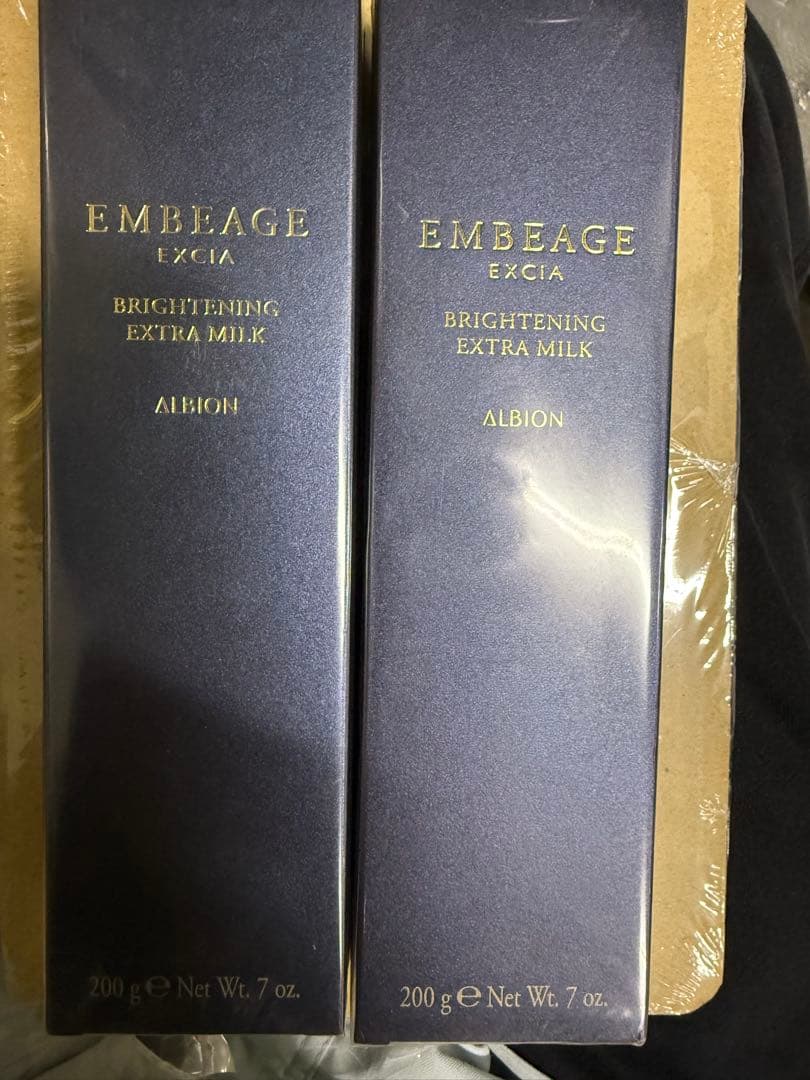 EMBEAGE
EXCIA
BRIGHTENING
EXTRA MILK
ALBION
200 g ℮ Net Wt. 7 oz.
EMBEAGE
EXCIA
BRIGHTENING
EXTRA MILK
ALBION
200 g ℮ Net Wt. 7 oz.